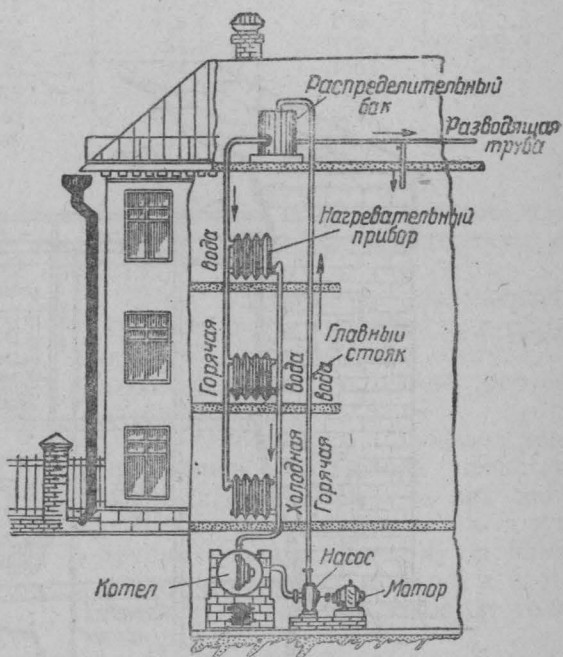 Распределительный
бак
Разводящая
труба
Нагревательный
прибор
Вода
Горячая
Главный
стояк
Вода
Вода
Холодная
Горячая
Насос
Котел
Мотор